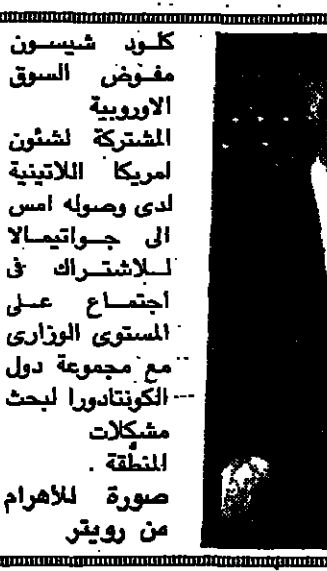 كلود شيسون
مفوض السوق
الاوروبية
المشتركة لشئون
امريكا اللاتينية
لدى وصوله امس
الى جواتيمالا
للاشتراك فى
اجتماع على
المستوى الوزارى
مع مجموعة دول
الكونتادورا لبحث
مشكلات
المنطقة .
صورة للأهرام
من رويتر